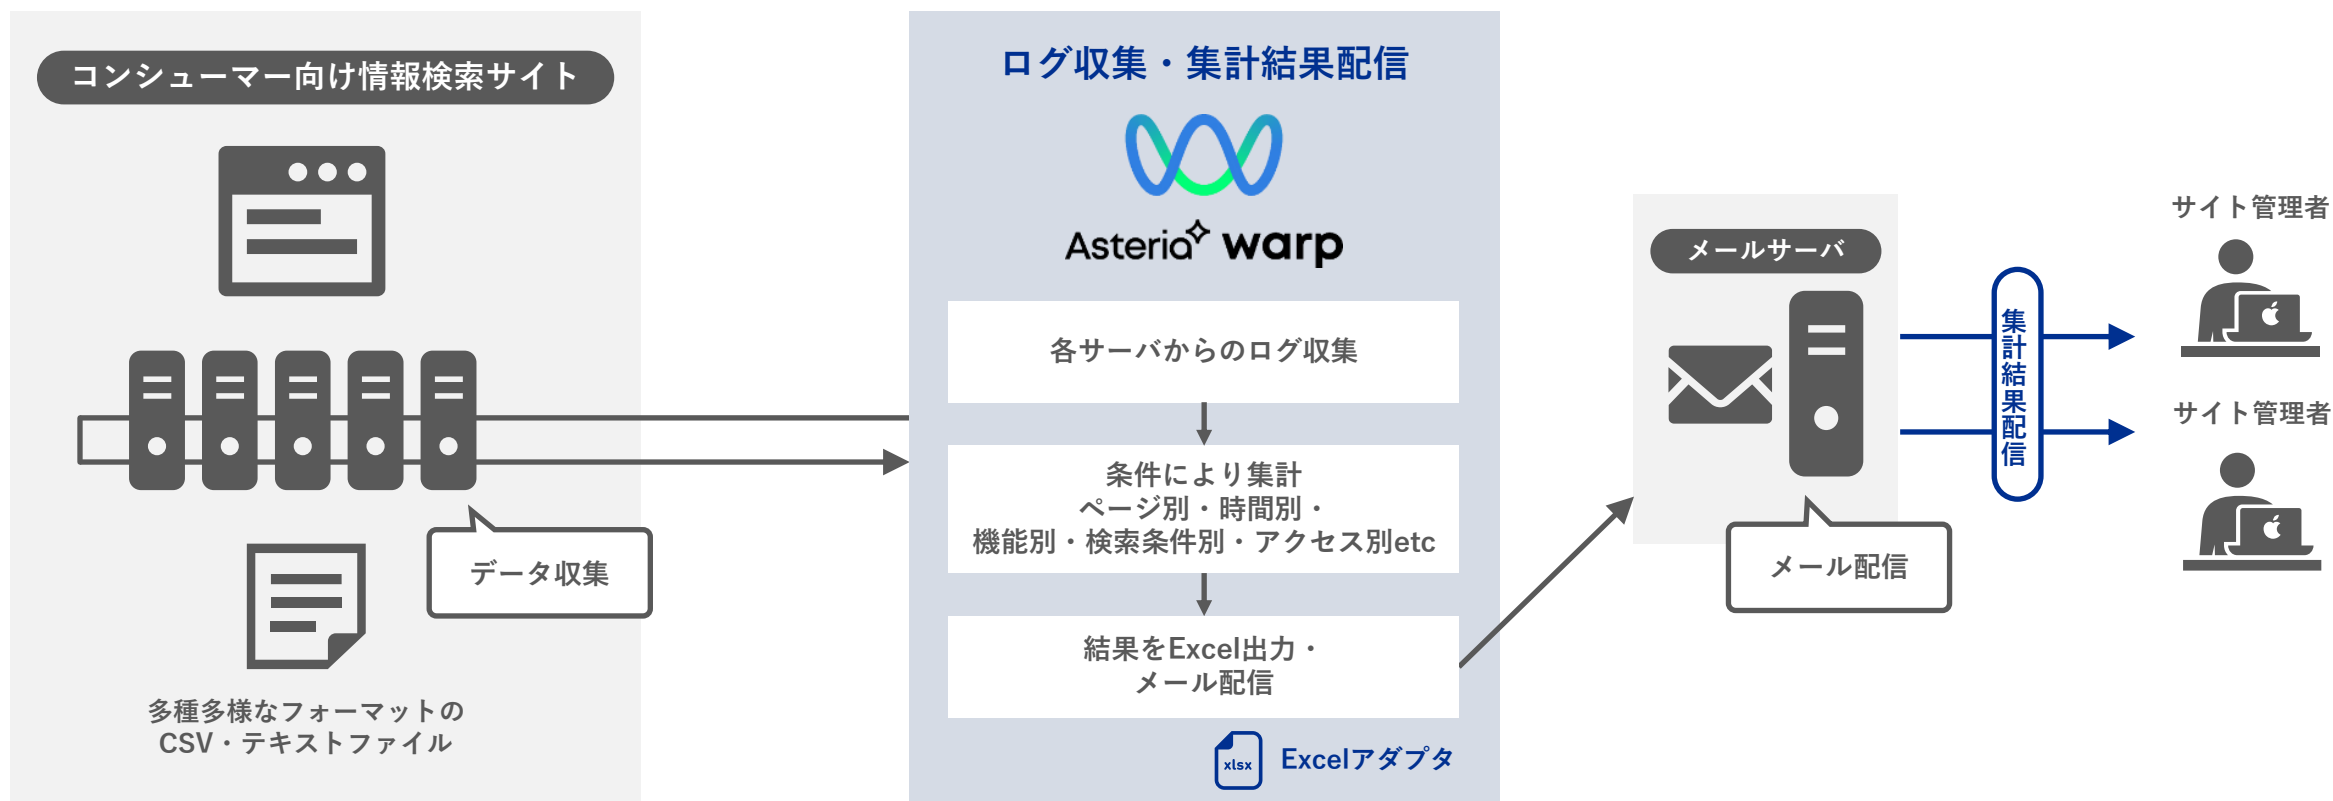 コンシューマー向け情報検索サイト
データ収集
多種多様なフォーマットの
CSV・テキストファイル
ログ収集・集計結果配信
Asteria warp
各サーバからのログ収集
条件により集計
ページ別・時間別・
機能別・検索条件別・アクセス別etc
結果をExcel出力・
メール配信
xlsx
Excelアダプタ
メールサーバ
メール配信
集計結果配信
サイト管理者
サイト管理者